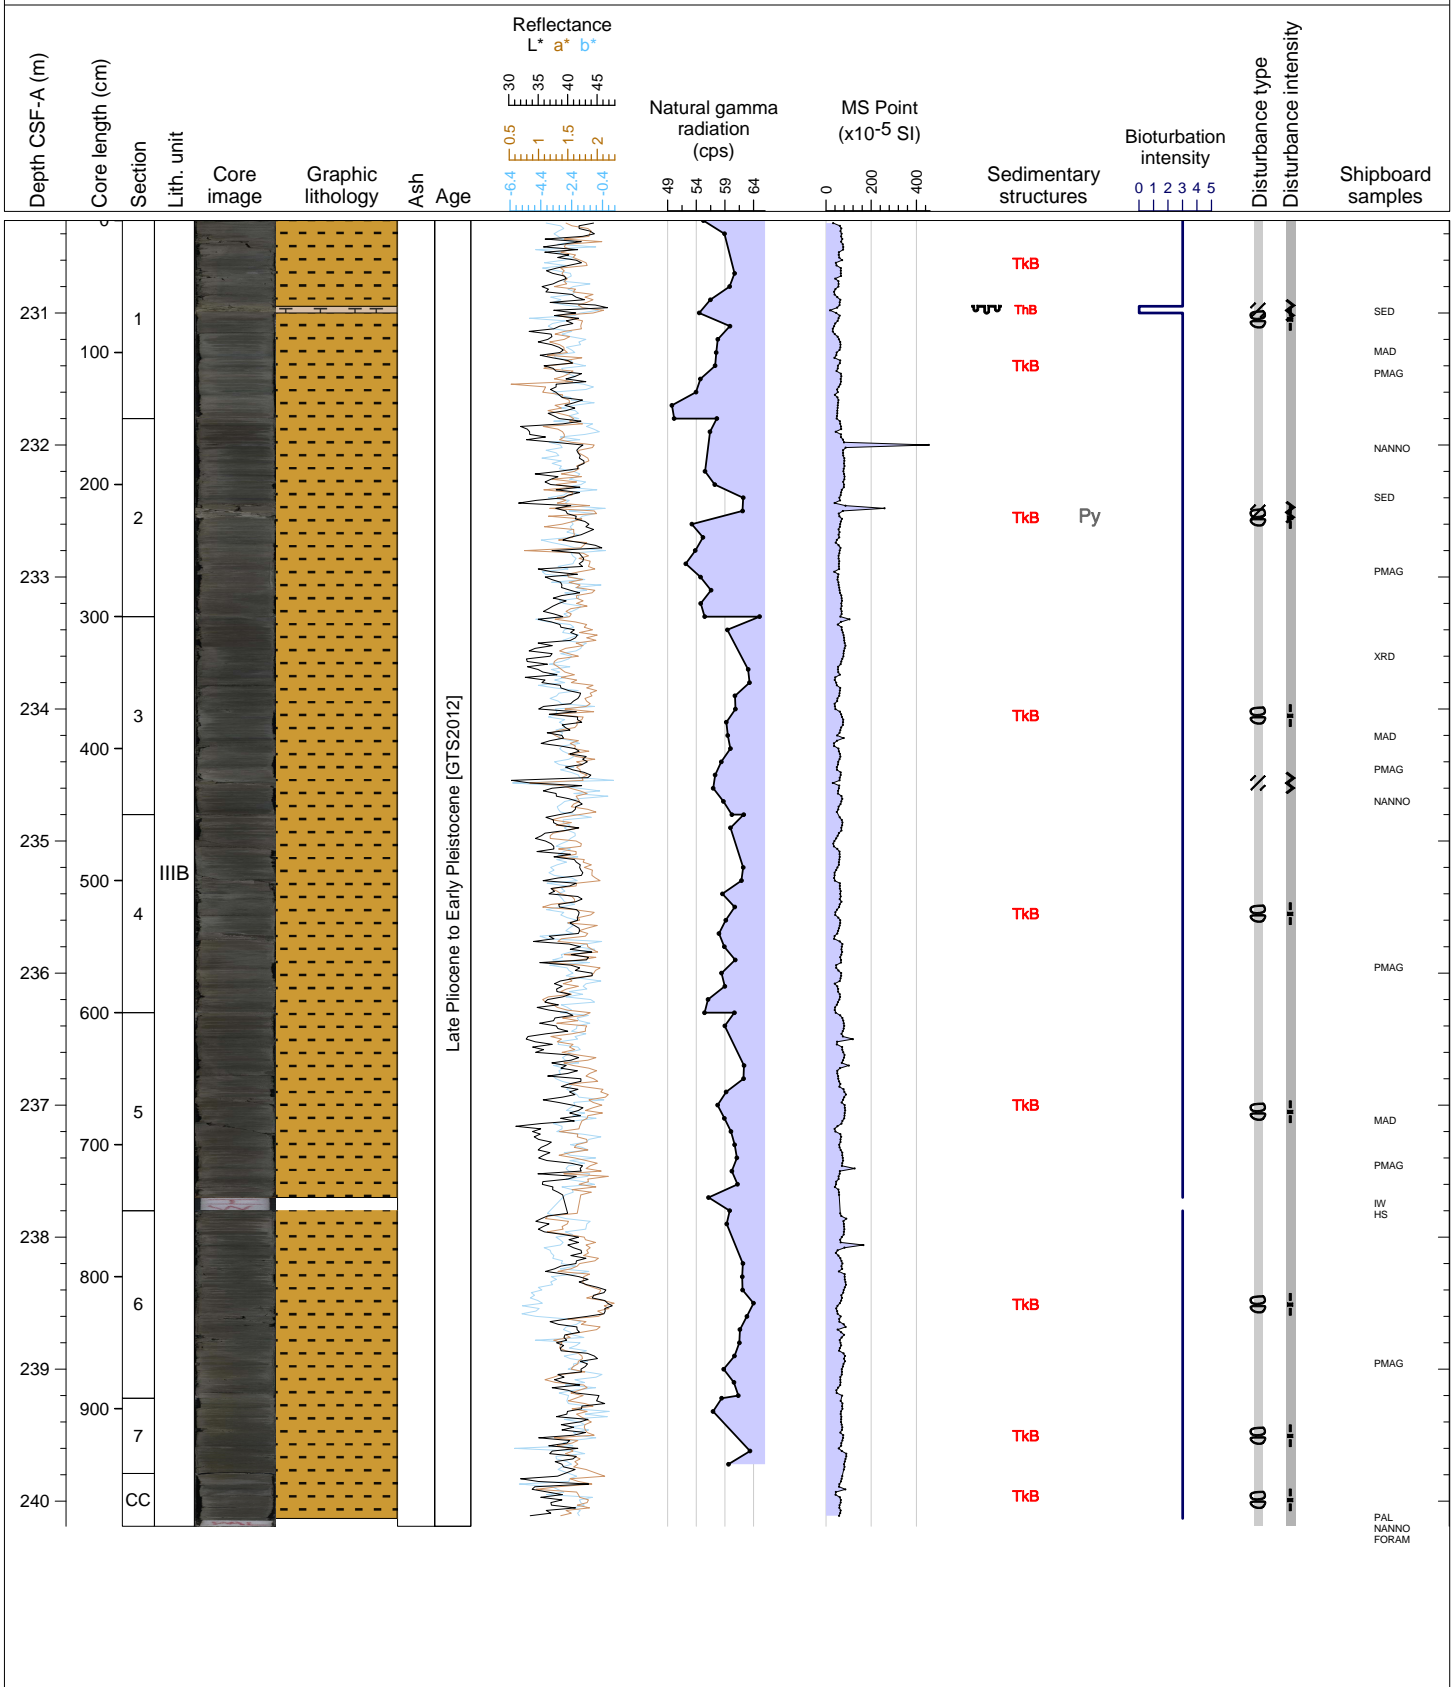 Depth CSF-A (m)
Core length (cm)
Section
Lith. unit
Core image
Graphic lithology
Ash
Age
Reflectance
L* a* b*
30 35 40 45
0.5 1 1.5 2
-6.4 -4.4 -2.4 -0.4
Natural gamma radiation (cps)
49 54 59 64
MS Point (x10-5 SI)
0 200 400
Sedimentary structures
Bioturbation intensity
0 1 2 3 4 5
Disturbance type
Disturbance intensity
Shipboard samples
0
TkB
231
1
ThB
SED
100
MAD
TkB
PMAG
232
NANNO
200
SED
2
TkB
Py
PMAG
233
300
XRD
234
3
TkB
MAD
400
PMAG
NANNO
235
IIIB
500
Late Pliocene to Early Pleistocene [GTS2012]
4
TkB
236
PMAG
600
237
5
TkB
MAD
700
PMAG
IW
HS
238
800
6
TkB
239
PMAG
900
7
TkB
240
CC
TkB
PAL
NANNO
FORAM